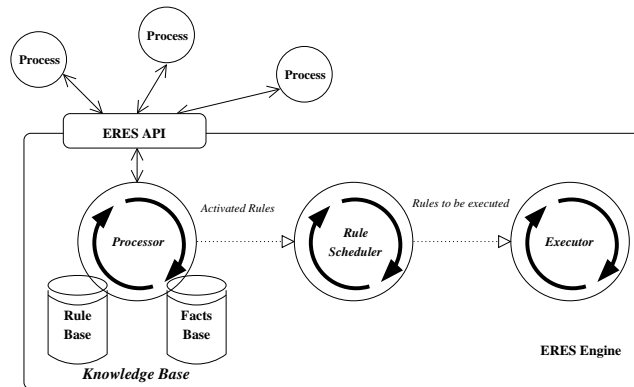 Process
Process
Process
ERES API
Activated Rules
Rules to be executed
Processor
Rule
Scheduler
Executor
Rule
Base
Facts
Base
Knowledge Base
ERES Engine